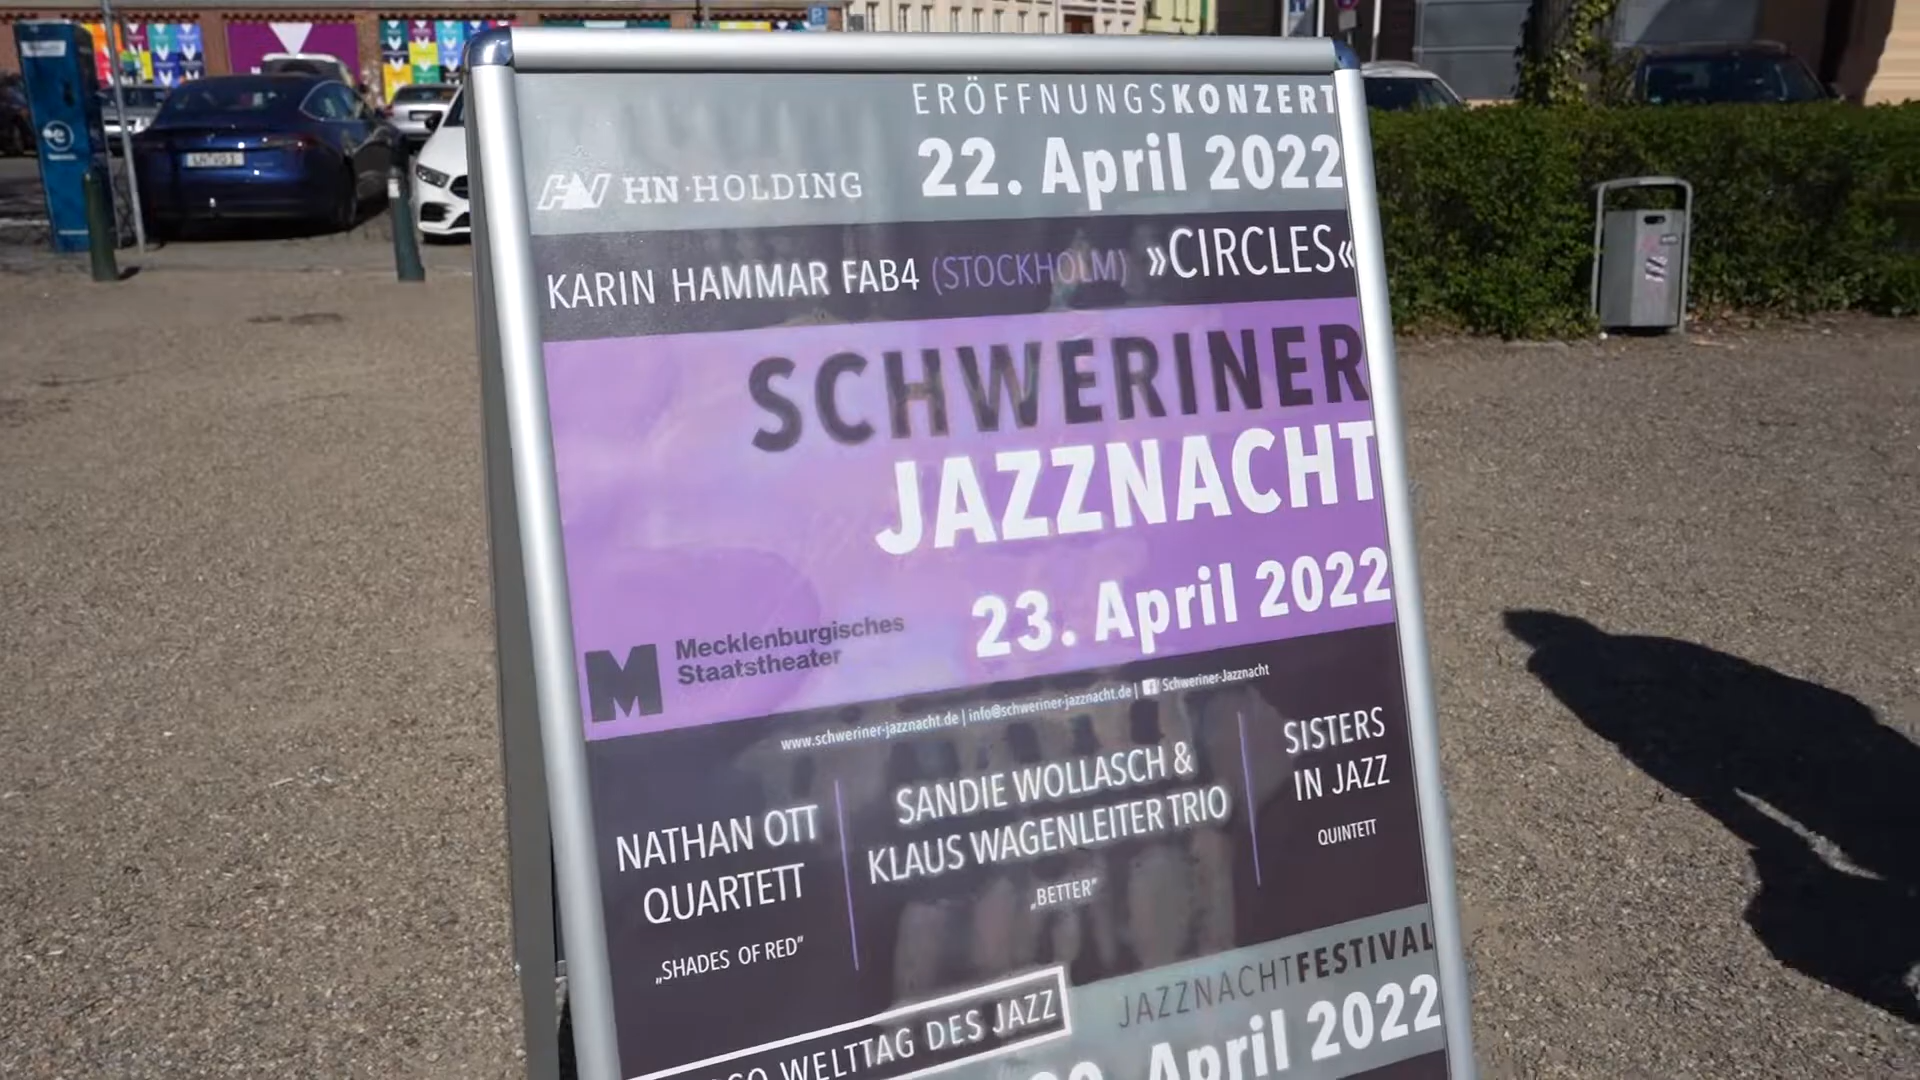 ERÖFFNUNGSKONZERT
22. April 2022
HN·HOLDING
KARIN HAMMAR FAB4 (STOCKHOLM) »CIRCLES«
SCHWERINER
JAZZNACHT
23. April 2022
M Mecklenburgisches
Staatstheater
www.schweriner-jazznacht.de | info@schweriner-jazznacht.de | Schweriner-Jazznacht
NATHAN OTT
QUARTETT
„SHADES OF RED“
SANDIE WOLLASCH &
KLAUS WAGENLEITER TRIO
„BETTER“
SISTERS
IN JAZZ
QUINTETT
JAZZNACHTFESTIVAL
WELTTAG DES JAZZ
April 2022